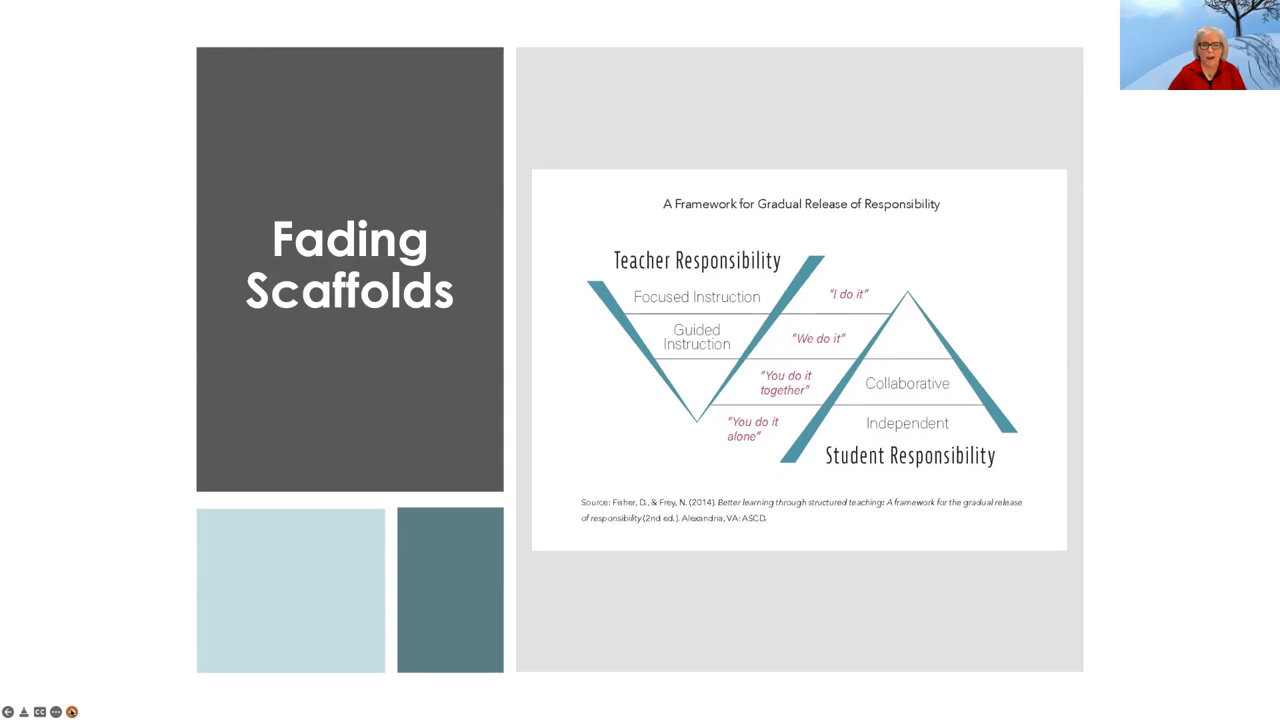 Fading
Scaffolds
A Framework for Gradual Release of Responsibility
Teacher Responsibility
Focused Instruction
"I do it"
Guided
Instruction
"We do it"
"You do it
together"
Collaborative
"You do it
alone"
Independent
Student Responsibility
Source: Fisher, D., & Frey, N. (2014). Better learning through structured teaching: A framework for the gradual release
of responsibility (2nd ed.). Alexandria, VA: ASCD.
CC